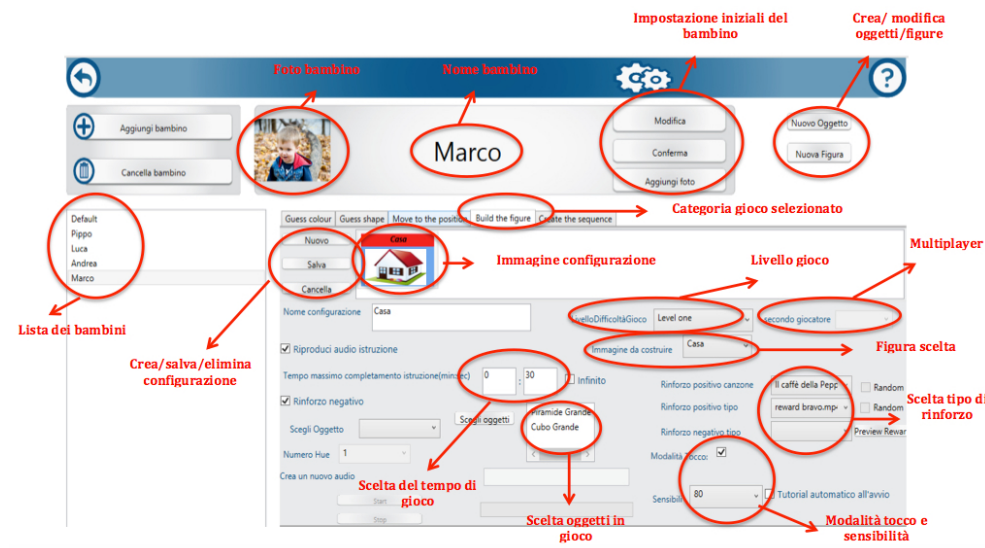 Impostazione iniziali del
bambino
Crea/ modifica
oggetti/figure
Foto bambino
Nome bambino
?
Aggiungi bambino
Cancella bambino
Marco
Modifica
Conferma
Aggiungi foto
Nuovo Oggetto
Nuova Figura
Categoria gioco selezionato
Default
Pippo
Luca
Andrea
Marco
Guess colour
Guess shape
Move to the position
Build the figure
Create the sequence
Nuovo
Salva
Cancella
Casa
Immagine configurazione
Livello gioco
Multiplayer
Lista dei bambini
Crea/salva/elimina
configurazione
Nome configurazione
Casa
LivelloDifficoltàGioco
Level one
secondo giocatore
Riproduci audio istruzione
Immagine da costruire
Casa
Figura scelta
Tempo massimo completamento istruzione(min:sec)
0
:
30
Infinito
Rinforzo positivo canzone
Il caffè della Pepp
Random
Rinforzo negativo
Rinforzo positivo tipo
reward bravo.mp
Random
Scelta tipo di
rinforzo
Scegli Oggetto
Scegli oggetti
Piramide Grande
Cubo Grande
Rinforzo negativo tipo
Preview Rewar
Numero Hue
1
Modalità Tocco:
Crea un nuovo audio
Start
Stop
Scelta del tempo di
gioco
Sensibili
80
Tutorial automatico all'avvio
Scelta oggetti in
gioco
Modalità tocco e
sensibilità